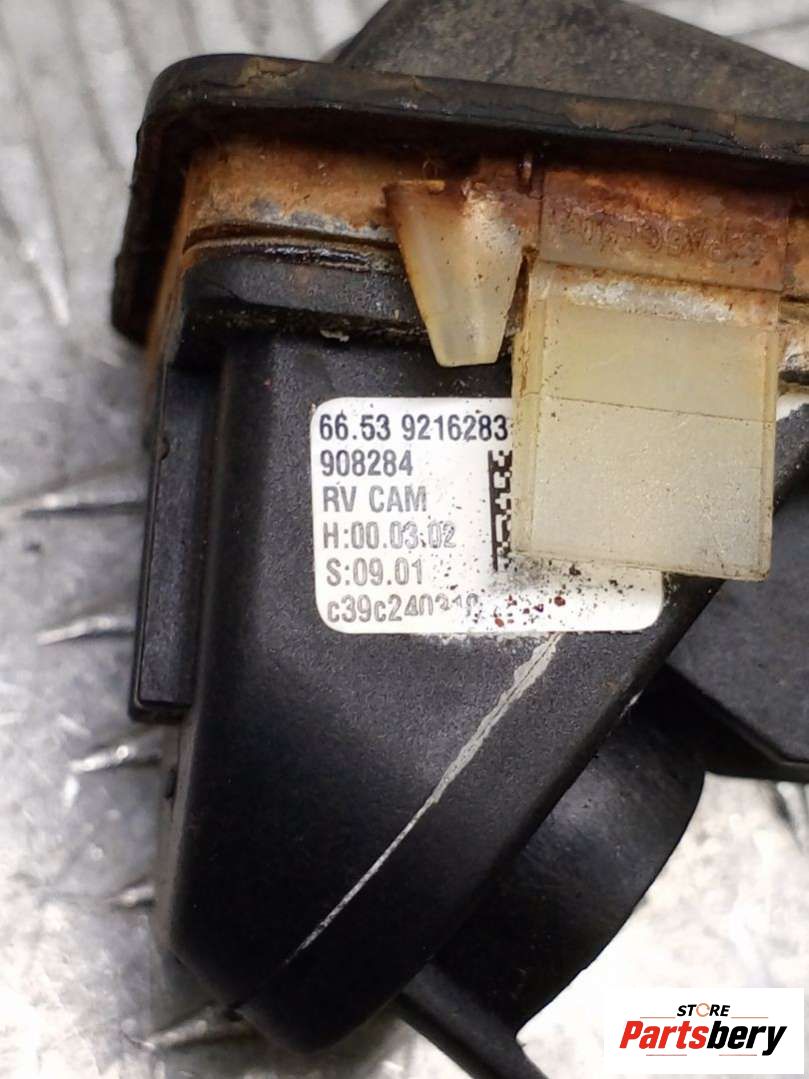 66.53 9216283
908284
RV CAM
H:00.03.02
S:09.01
STORE
Partsbery